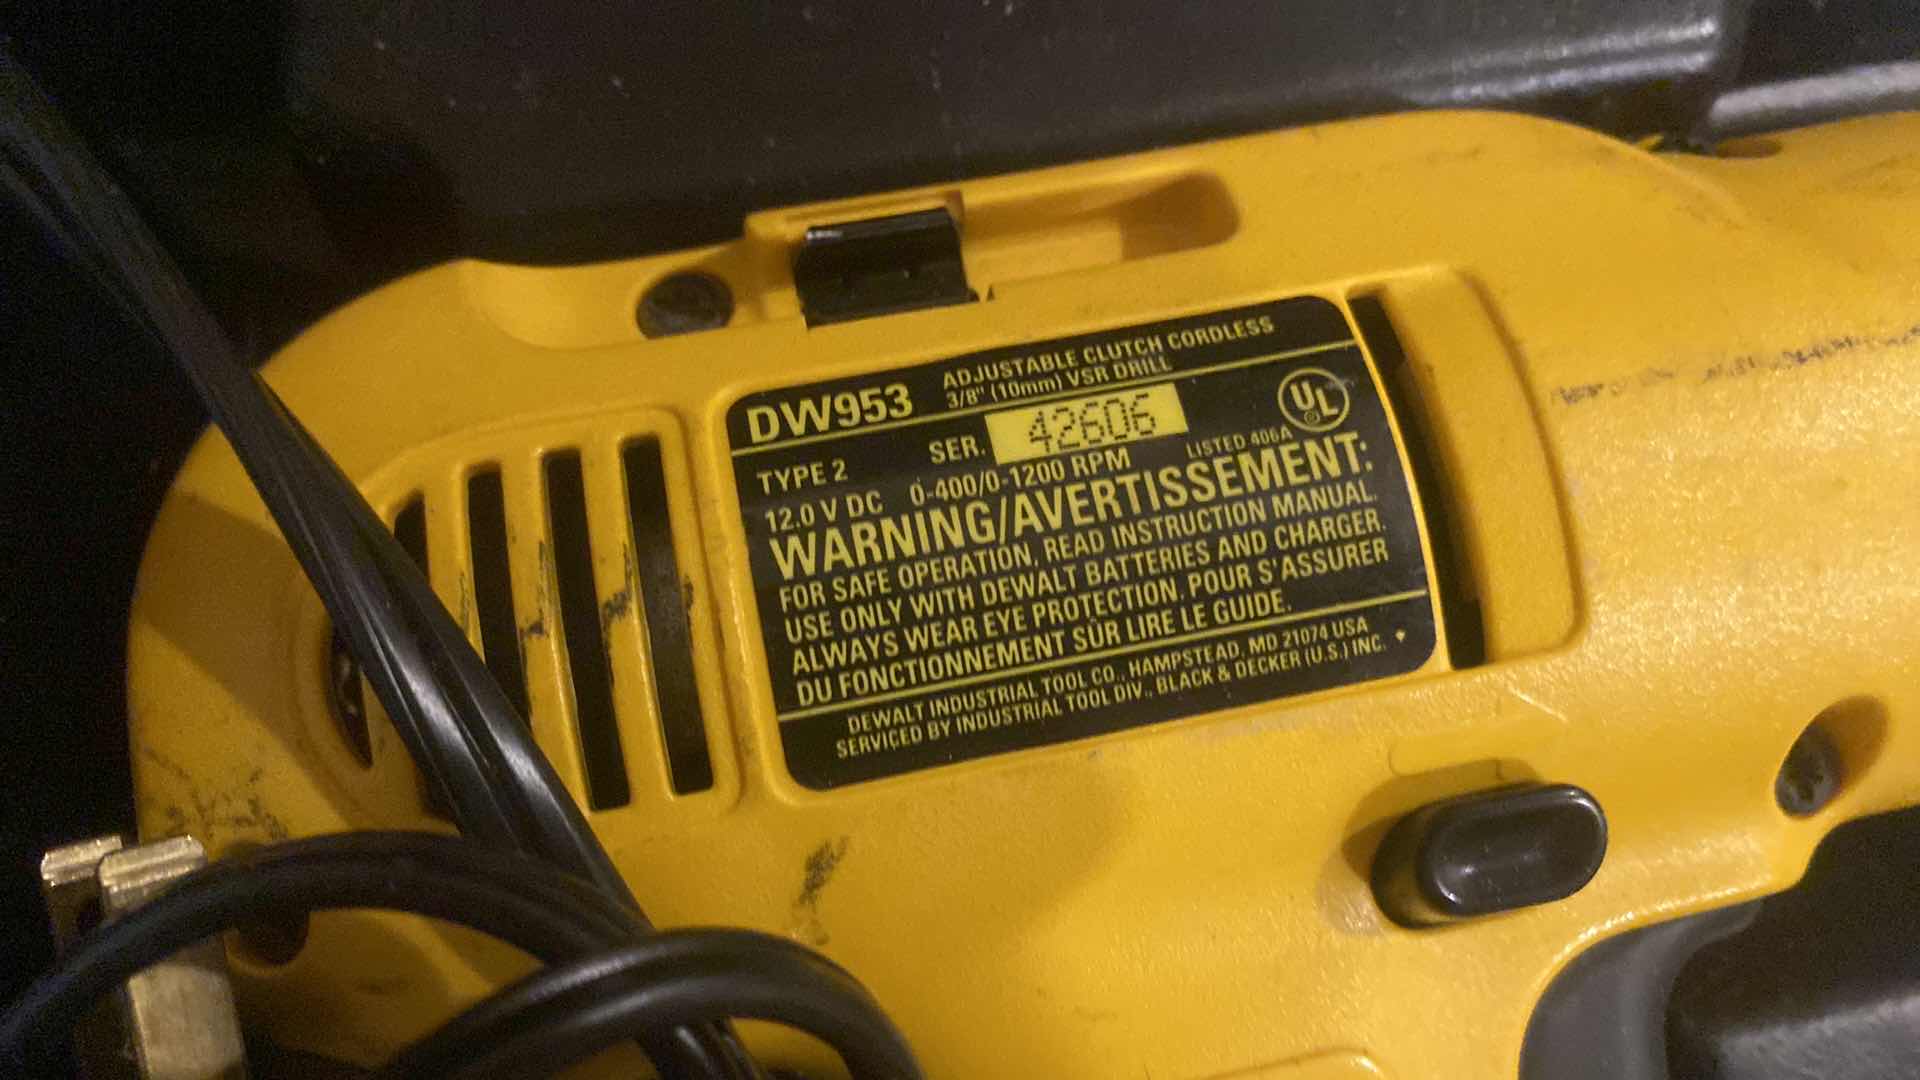 DW953 ADJUSTABLE CLUTCH CORDLESS
3/8" (10mm) VSR DRILL
TYPE 2 SER. 42606 UL
12.0 V DC 0-400/0-1200 RPM LISTED 406A
WARNING/AVERTISSEMENT:
FOR SAFE OPERATION, READ INSTRUCTION MANUAL.
USE ONLY WITH DEWALT BATTERIES AND CHARGER.
ALWAYS WEAR EYE PROTECTION. POUR S'ASSURER
DU FONCTIONNEMENT SÛR LIRE LE GUIDE.
DEWALT INDUSTRIAL TOOL CO., HAMPSTEAD, MD 21074 USA
SERVICED BY INDUSTRIAL TOOL DIV., BLACK & DECKER (U.S.) INC.